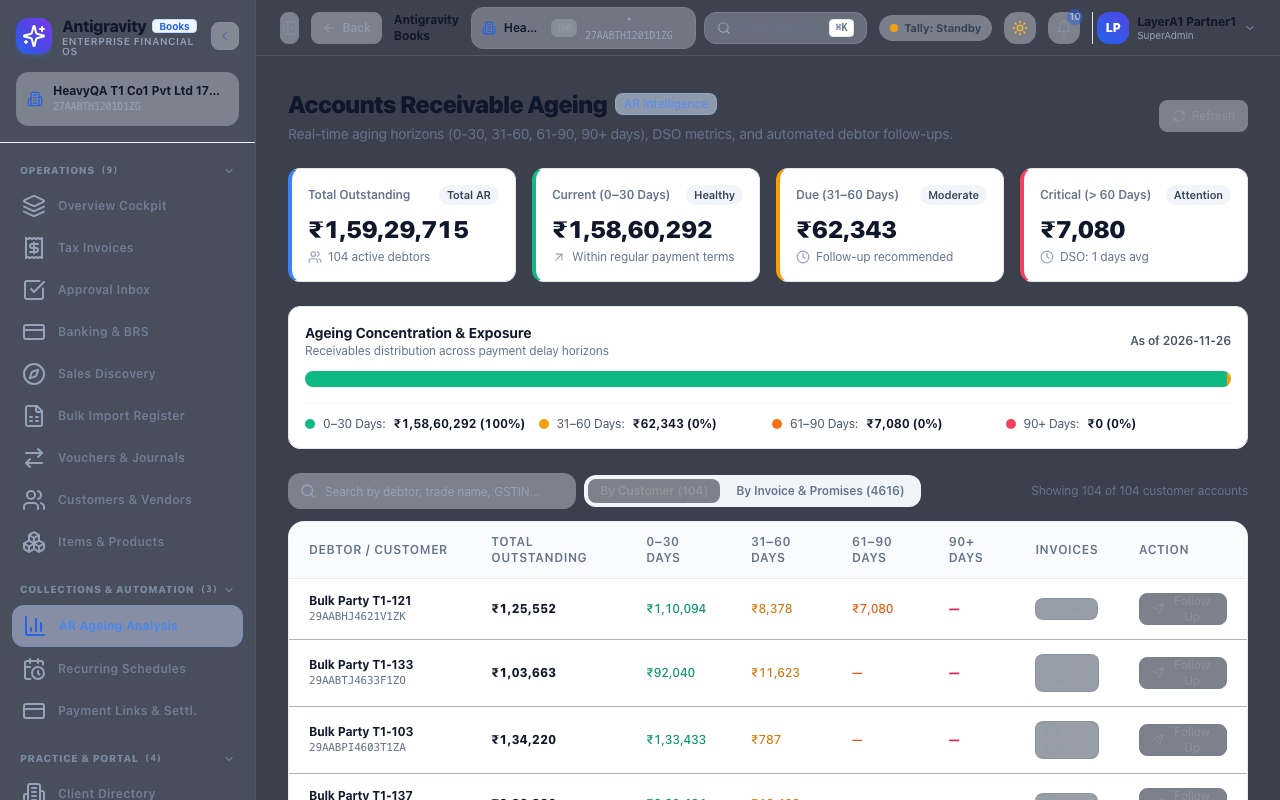 Antigravity Books
ENTERPRISE FINANCIAL OS
HeavyQA T1 Co1 Pvt Ltd 17...
27AABTH1201D1ZG
OPERATIONS (9)
Overview Cockpit
Tax Invoices
Approval Inbox
Banking & BRS
Sales Discovery
Bulk Import Register
Vouchers & Journals
Customers & Vendors
Items & Products
COLLECTIONS & AUTOMATION (3)
AR Ageing Analysis
Recurring Schedules
Payment Links & Settl.
PRACTICE & PORTAL (4)
Client Directory
Back
Antigravity Books
Hea...
27AABTH1201D1ZG
⌘K
Tally: Standby
10
LP
LayerA1 Partner1
SuperAdmin
Accounts Receivable Ageing
AR Intelligence
Real-time aging horizons (0-30, 31-60, 61-90, 90+ days), DSO metrics, and automated debtor follow-ups.
Refresh
Total Outstanding
Total AR
₹1,59,29,715
104 active debtors
Current (0–30 Days)
Healthy
₹1,58,60,292
Within regular payment terms
Due (31–60 Days)
Moderate
₹62,343
Follow-up recommended
Critical (> 60 Days)
Attention
₹7,080
DSO: 1 days avg
Ageing Concentration & Exposure
Receivables distribution across payment delay horizons
As of 2026-11-26
0–30 Days: ₹1,58,60,292 (100%)
31–60 Days: ₹62,343 (0%)
61–90 Days: ₹7,080 (0%)
90+ Days: ₹0 (0%)
Search by debtor, trade name, GSTIN...
By Customer (104)
By Invoice & Promises (4616)
Showing 104 of 104 customer accounts
DEBTOR / CUSTOMER
TOTAL OUTSTANDING
0–30 DAYS
31–60 DAYS
61–90 DAYS
90+ DAYS
INVOICES
ACTION
Bulk Party T1-121
29AABHJ4621V1ZK
₹1,25,552
₹1,10,094
₹8,378
₹7,080
—
Follow Up
Bulk Party T1-133
29AABTJ4633F1ZO
₹1,03,663
₹92,040
₹11,623
—
—
Follow Up
Bulk Party T1-103
29AABPI4603T1ZA
₹1,34,220
₹1,33,433
₹787
—
—
Follow Up
Bulk Party T1-137
Follow